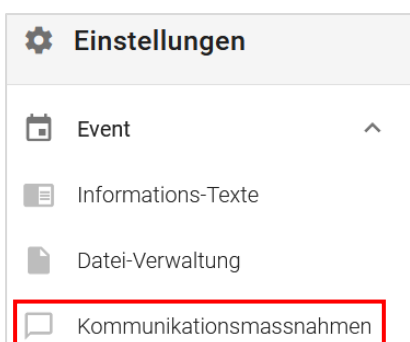 Einstellungen
Event
Informations-Texte
Datei-Verwaltung
Kommunikationsmassnahmen